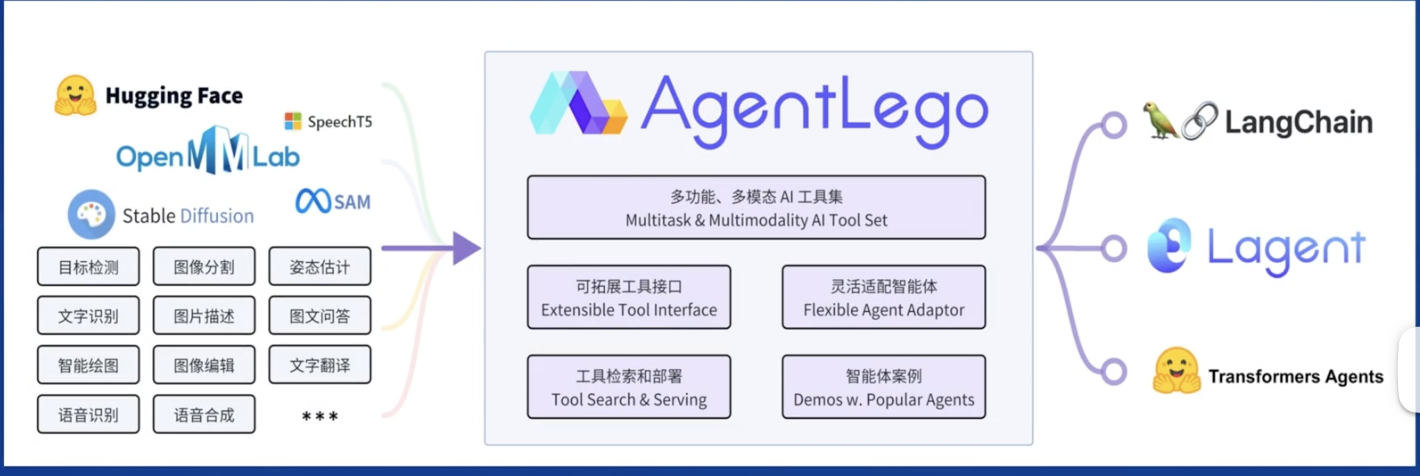 Hugging Face
SpeechT5
OpenMMLab
Stable Diffusion
SAM
目标检测
图像分割
姿态估计
文字识别
图片描述
图文问答
智能绘图
图像编辑
文字翻译
语音识别
语音合成
***
AgentLego
多功能、多模态 AI 工具集
Multitask & Multimodality AI Tool Set
可拓展工具接口
Extensible Tool Interface
灵活适配智能体
Flexible Agent Adaptor
工具检索和部署
Tool Search & Serving
智能体案例
Demos w. Popular Agents
LangChain
Lagent
Transformers Agents